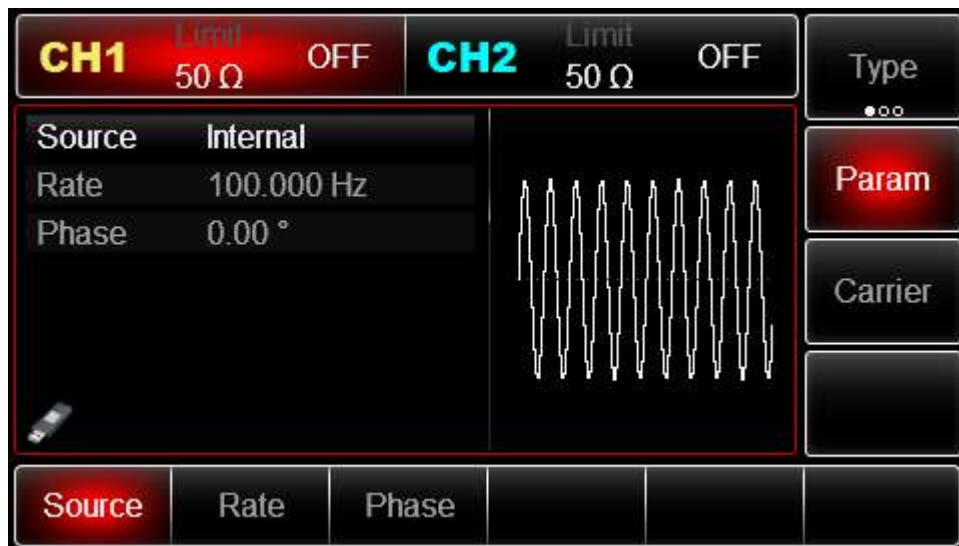 CH1 Limit 50 Ω OFF
CH2 Limit 50 Ω OFF
Type
Source Internal
Rate 100.000 Hz
Phase 0.00 °
Param
Carrier
Source Rate Phase